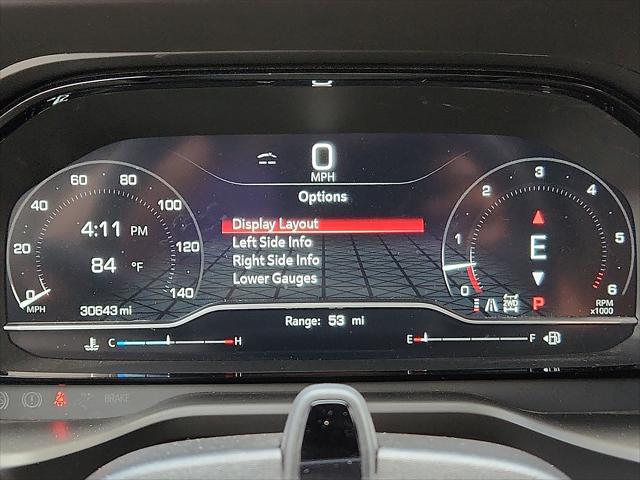 0
MPH
Options
Display Layout
Left Side Info
Right Side Info
Lower Gauges
0 20 40 60 80 100 120 140
MPH
4:11 PM
84 °F
30643 mi
0 1 2 3 4 5 6
E
2WD
P
RPM
x1000
Range: 53 mi
C H
E F
BRAKE